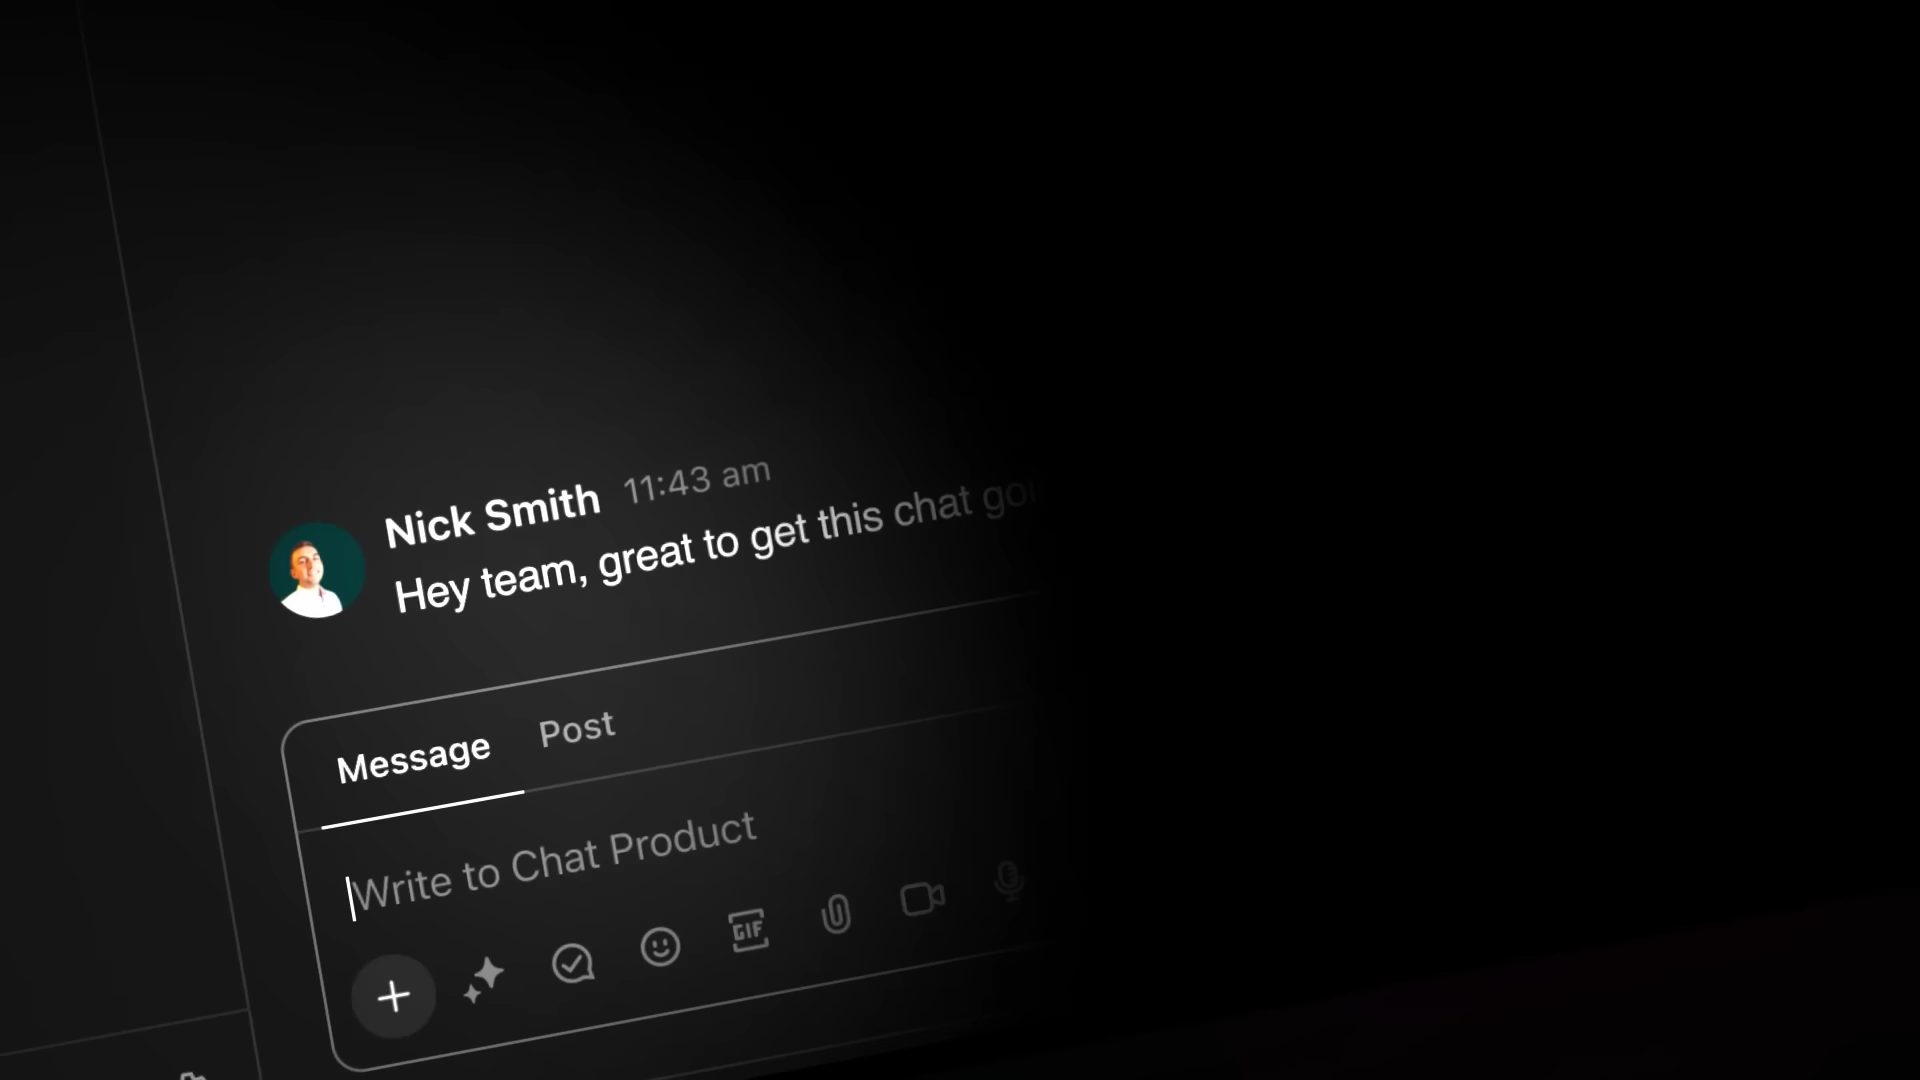 Nick Smith 11:43 am
Hey team, great to get this chat
Message Post
Write to Chat Product
GIF